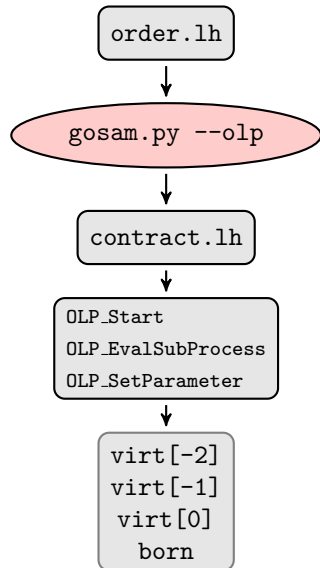 order.lh
gosam.py --olp
contract.lh
OLP_Start
OLP_EvalSubProcess
OLP_SetParameter
virt[-2]
virt[-1]
virt[0]
born